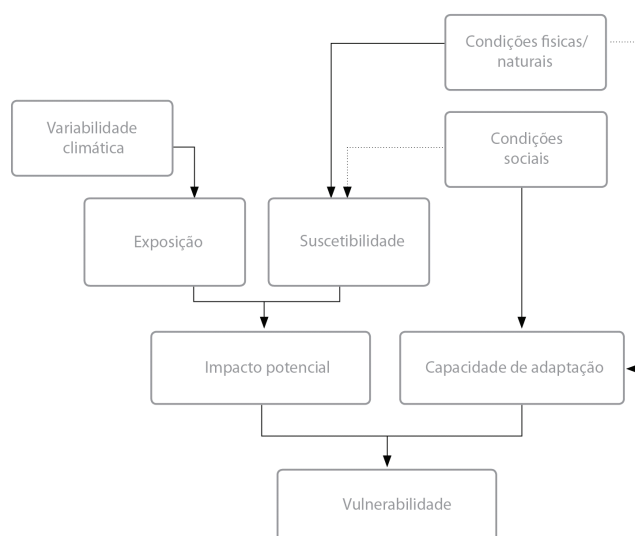 Condições fisicas/
naturais
Variabilidade
climática
Condições
sociais
Exposição
Suscetibilidade
Impacto potencial
Capacidade de adaptação
Vulnerabilidade